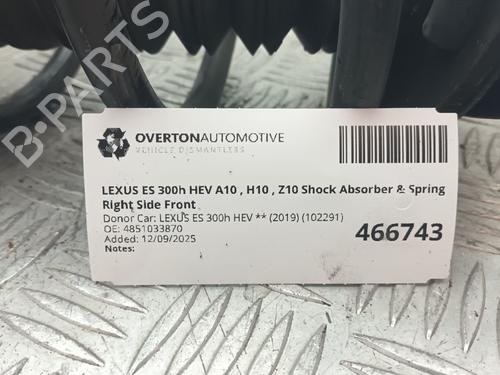 B-PARTS
OVERTONAUTOMOTIVE
VEHICLE DISMANTLERS
LEXUS ES 300h HEV A10 , H10 , Z10 Shock Absorber & Spring
Right Side Front
Donor Car: LEXUS ES 300h HEV ** (2019) (102291)
OE: 4851033870
Added: 12/09/2025
Notes:
466743